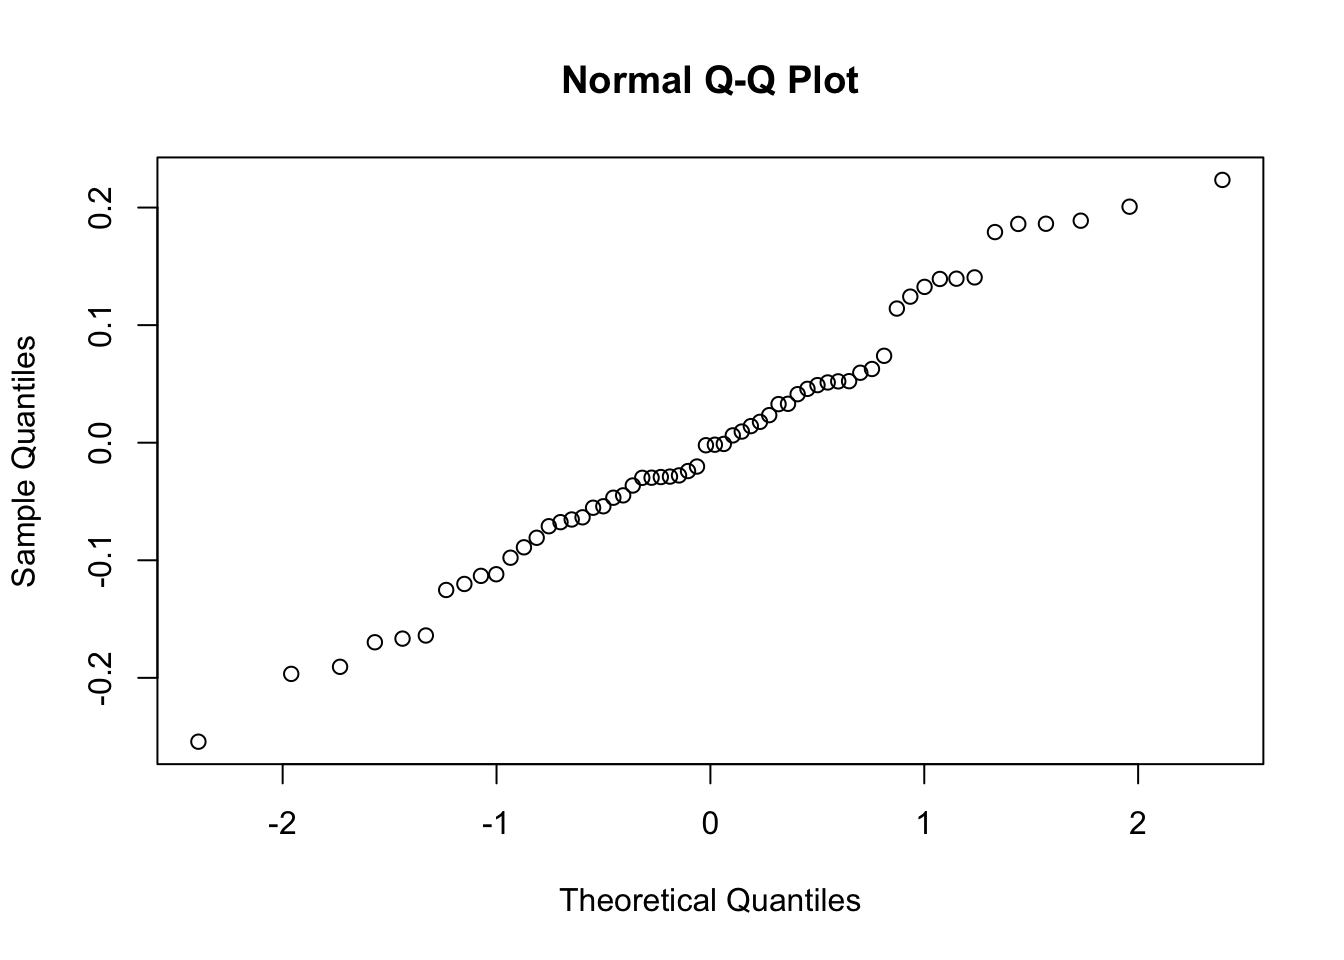 Normal Q-Q Plot
0.2
0.1
0.0
-0.1
-0.2
Sample Quantiles
-2 -1 0 1 2
Theoretical Quantiles